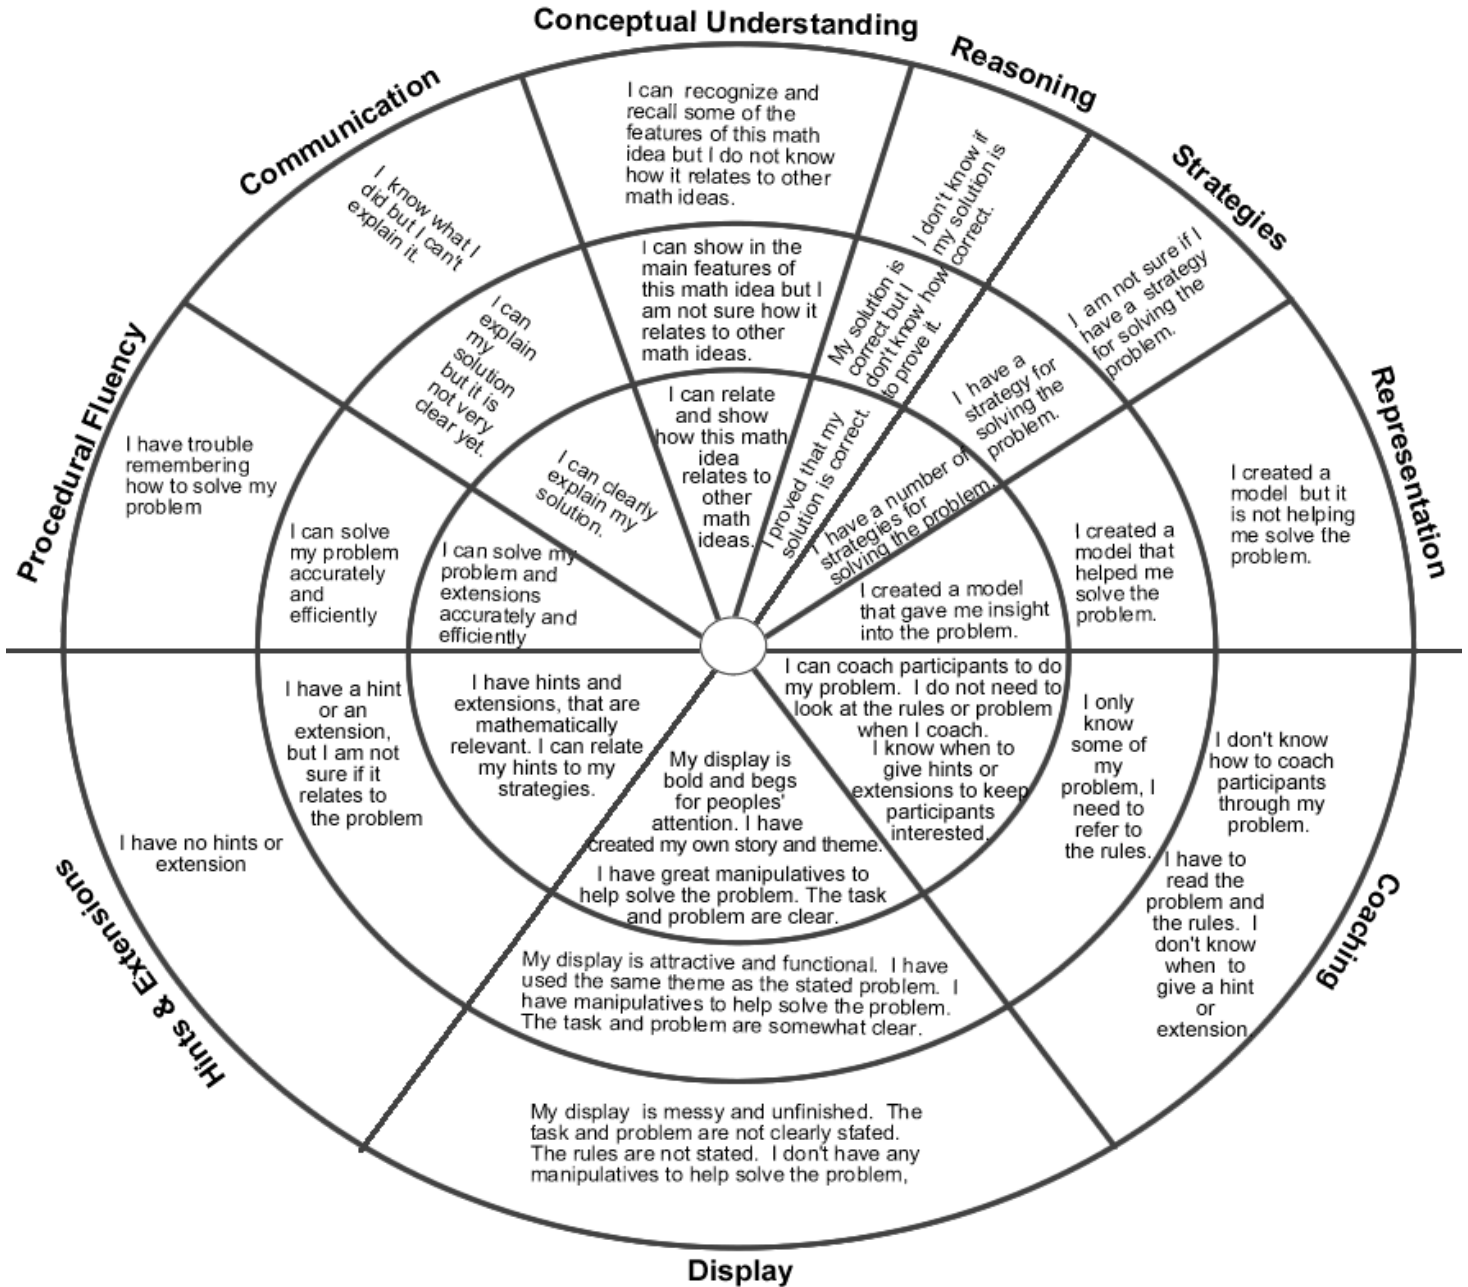 Conceptual Understanding
I can  recognize and
recall some of the
features of this math
idea but I do not know
how it relates to other
math ideas.
I can show in the
main features of
this math idea but I
am not sure how it
relates to other
math ideas.
I can relate
and show
how this math
idea
relates to
other
math
ideas.
Reasoning
I don't know if
my solution is
correct.
My solution is
correct but I
don't know how
to prove it.
I proved that my
solution is correct.
Strategies
I am not sure if I
have a  strategy
for solving the
problem.
I have a
strategy for
solving the
problem.
I have a number of
strategies for
solving the problem.
Representation
I created a
model  but it
is not helping
me solve the
problem.
I created a
model that
helped me
solve the
problem.
I created a model
that gave me insight
into the problem.
Coaching
I don't know
how to coach
participants
through my
problem.
I have to
read the
problem and
the rules.  I
don't know
when  to
give a hint
or
extension.
I only
know
some of
my
problem, I
need to
refer to
the rules.
I can coach participants to do
my problem.  I do not need to
look at the rules or problem
when I coach.
I know when to
give hints or
extensions to keep
participants
interested.
Display
My display is
bold and begs
for peoples'
attention. I have
created my own story and theme.
I have great manipulatives to
help solve the problem. The task
and problem are clear.
My display is attractive and functional.  I have
used the same theme as the stated problem.  I
have manipulatives to help solve the problem.
The task and problem are somewhat clear.
My display  is messy and unfinished.  The
task and problem are not clearly stated.
The rules are not stated.  I don't have any
manipulatives to help solve the problem,
Hints & Extensions
I have no hints or
extension
I have a hint
or an
extension,
but I am not
sure if it
relates to
the problem
I have hints and
extensions, that are
mathematically
relevant. I can relate
my hints to my
strategies.
Procedural Fluency
I have trouble
remembering
how to solve my
problem
I can solve
my problem
accurately
and
efficiently
I can solve my
problem and
extensions
accurately and
efficiently
Communication
I  know what I
did but I can't
explain it.
I can
explain
my
solution
but it is
not very
clear yet.
I can clearly
explain my
solution.